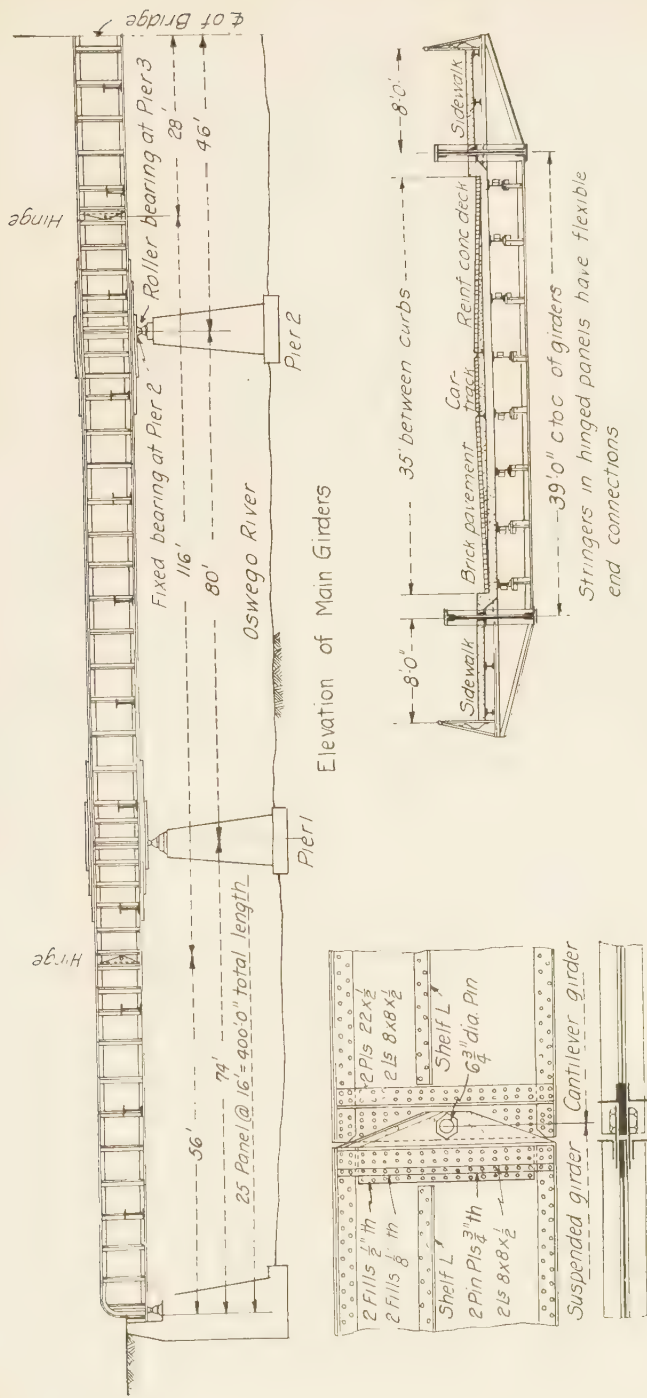 ℄ of Bridge
Hinge
28'
46'
Roller bearing at Pier 3
Fixed bearing at Pier 2
Pier 2
116'
80'
Oswego River
Pier 1
Hinge
56'
74'
25 Panel @ 16' = 400'-0" total length
Elevation of Main Girders
2 Fills ½" th
2 Fills ⅛" th
Shelf L
2 Pin Pls ¾" th
2 Ls 8x8x½
2 Pls 22x½
2 Ls 8x8x½
Shelf L
6¾" dia. Pin
Suspended girder
Cantilever girder
8'-0"
35' between curbs
8'-0"
Sidewalk
Brick pavement
Car-
track
Reinf conc deck
Sidewalk
39'-0" c to c of girders
Stringers in hinged panels have flexible
end connections